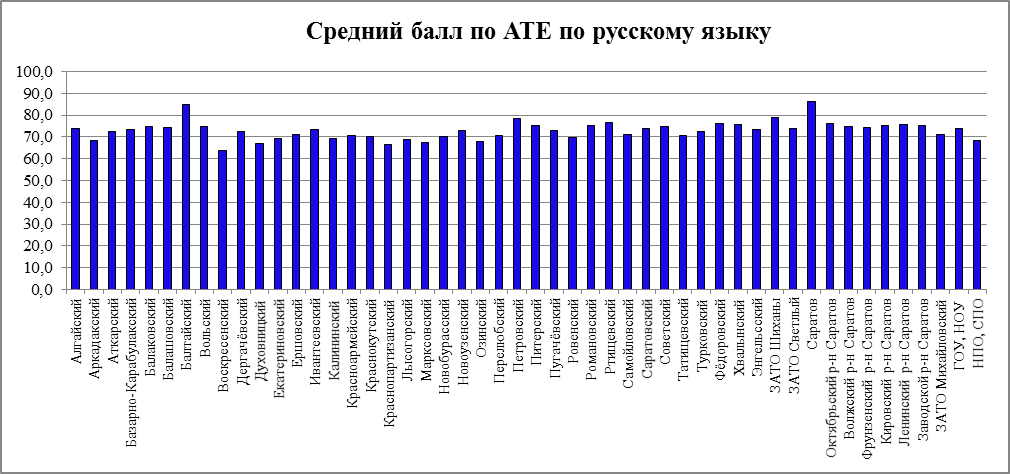 Средний балл по АТЕ по русскому языку
100,0
90,0
80,0
70,0
60,0
50,0
40,0
30,0
20,0
10,0
0,0
Алгайский
Аркадакский
Аткарский
Базарно-Карабулакский
Балаковский
Балашовский
Балтайский
Вольский
Воскресенский
Дергачёвский
Духовницкий
Екатериновский
Ершовский
Ивантеевский
Калининский
Красноармейский
Краснокутский
Краснопартизанский
Лысогорский
Марксовский
Новобурасский
Новоузенский
Озинский
Перелюбский
Петровский
Питерский
Пугачёвский
Ровенский
Романовский
Ртищевский
Самойловский
Саратовский
Советский
Татищевский
Турковский
Фёдоровский
Хвалынский
Энгельсский
ЗАТО Шиханы
ЗАТО Светлый
Саратов
Октябрьский р-н Саратов
Волжский р-н Саратов
Фрунзенский р-н Саратов
Кировский р-н Саратов
Ленинский р-н Саратов
Заводской р-н Саратов
ЗАТО Михайловский
ГОУ, НОУ
НПО, СПО